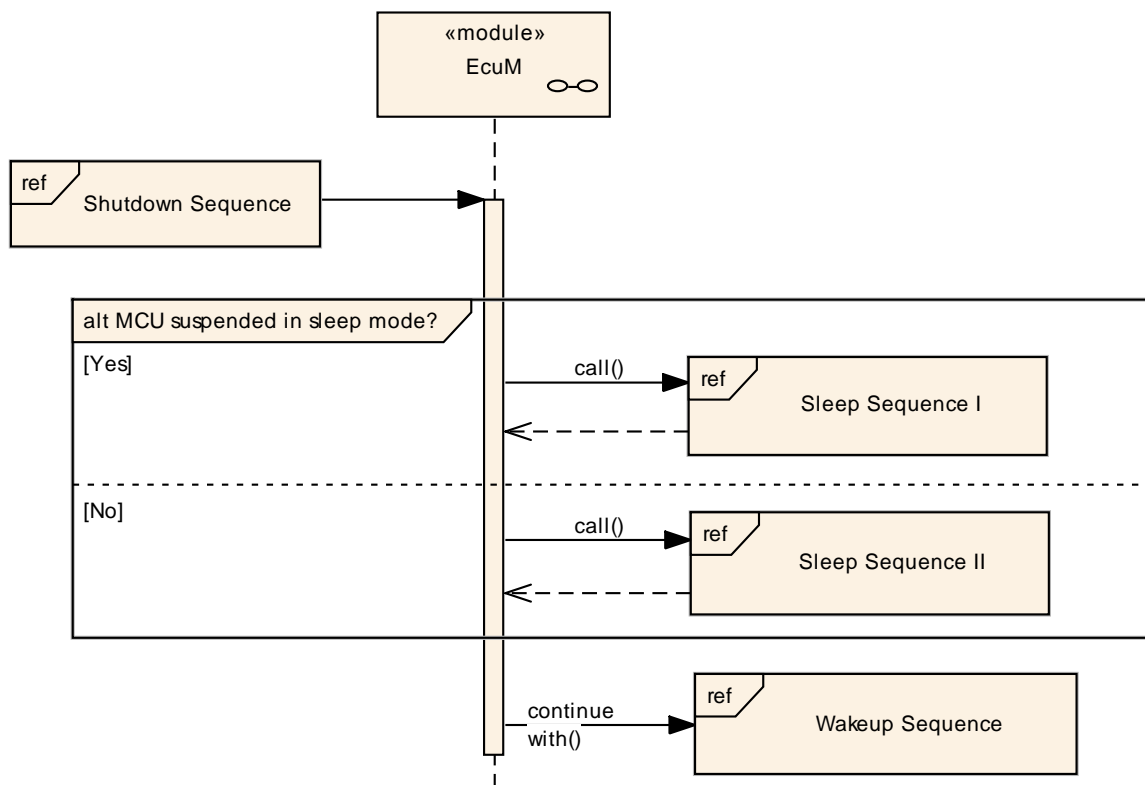 «module»
EcuM
ref
Shutdown Sequence
alt MCU suspended in sleep mode?
[Yes]
call()
ref
Sleep Sequence I
[No]
call()
ref
Sleep Sequence II
continue
with()
ref
Wakeup Sequence